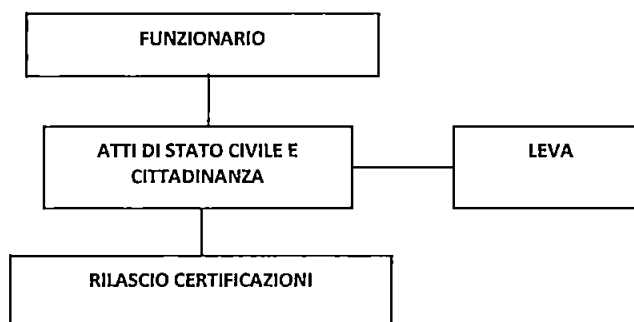 FUNZIONARIO
ATTI DI STATO CIVILE E
CITTADINANZA
LEVA
RILASCIO CERTIFICAZIONI